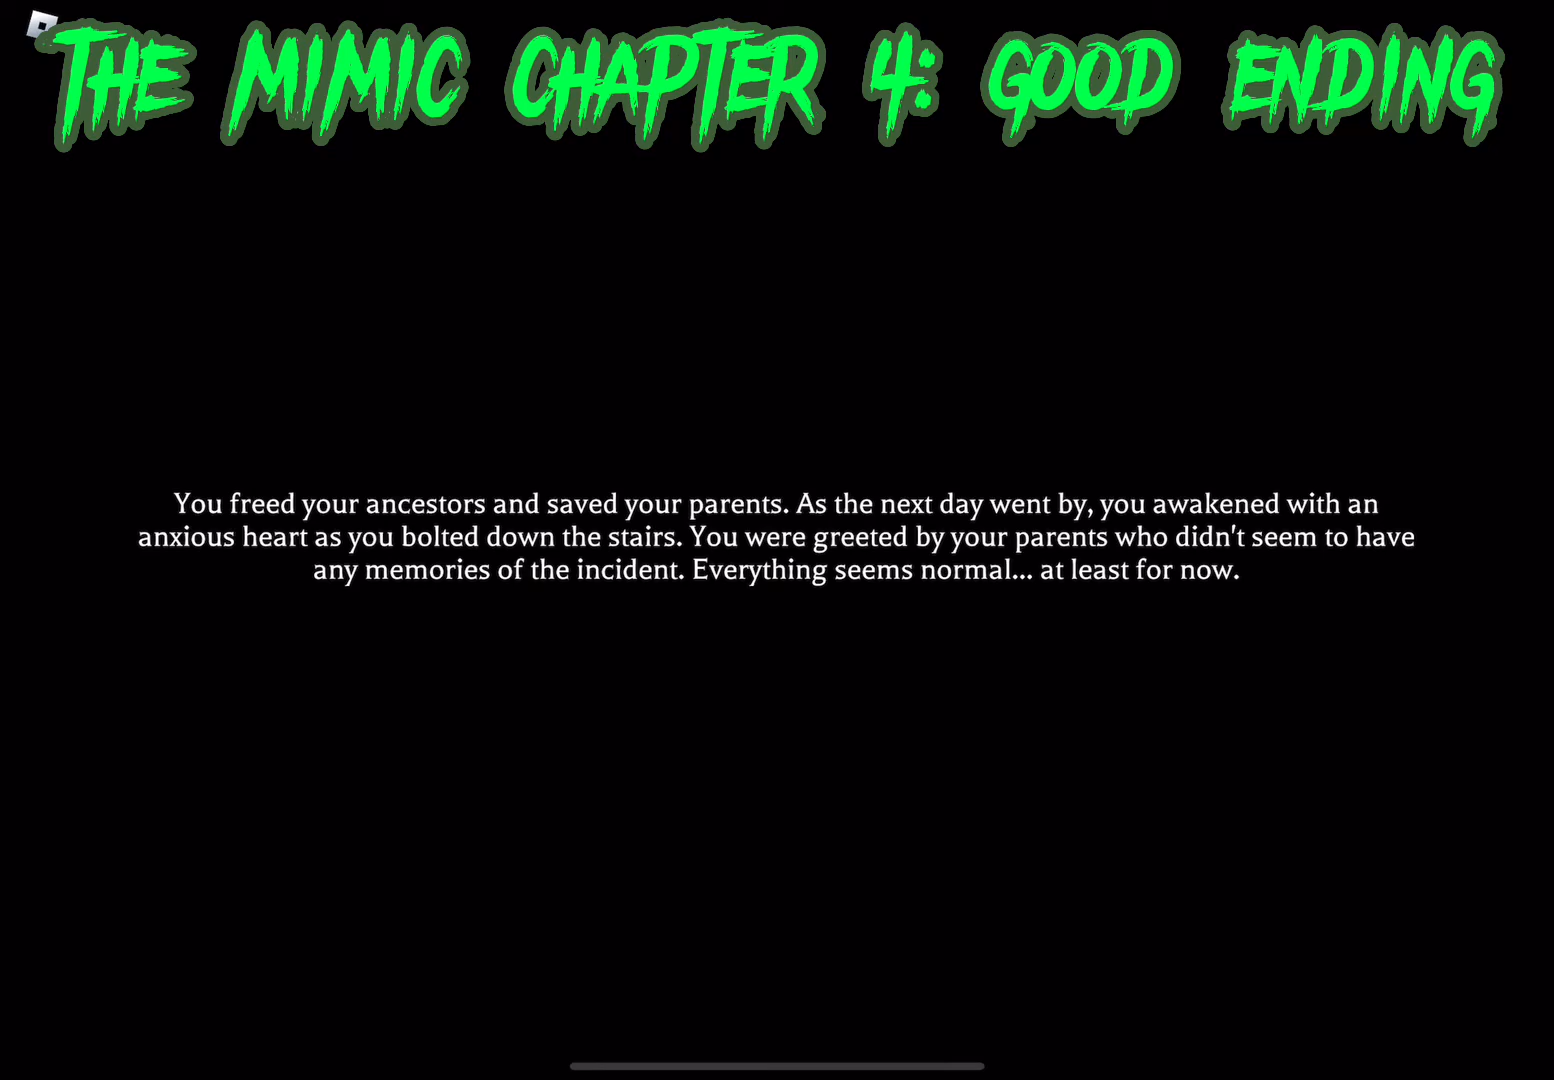 THE MIMIC CHAPTER 4: GOOD ENDING
You freed your ancestors and saved your parents. As the next day went by, you awakened with an
anxious heart as you bolted down the stairs. You were greeted by your parents who didn't seem to have
any memories of the incident. Everything seems normal... at least for now.